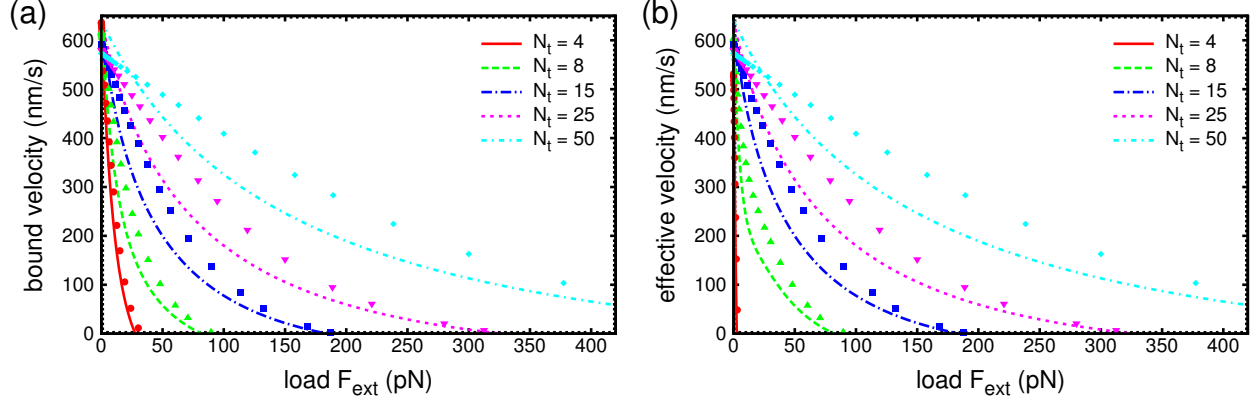 (a)
bound velocity (nm/s)
600
500
400
300
200
100
0
0 50 100 150 200 250 300 350 400
load F_ext (pN)
N_t = 4
N_t = 8
N_t = 15
N_t = 25
N_t = 50
(b)
effective velocity (nm/s)
600
500
400
300
200
100
0
0 50 100 150 200 250 300 350 400
load F_ext (pN)
N_t = 4
N_t = 8
N_t = 15
N_t = 25
N_t = 50